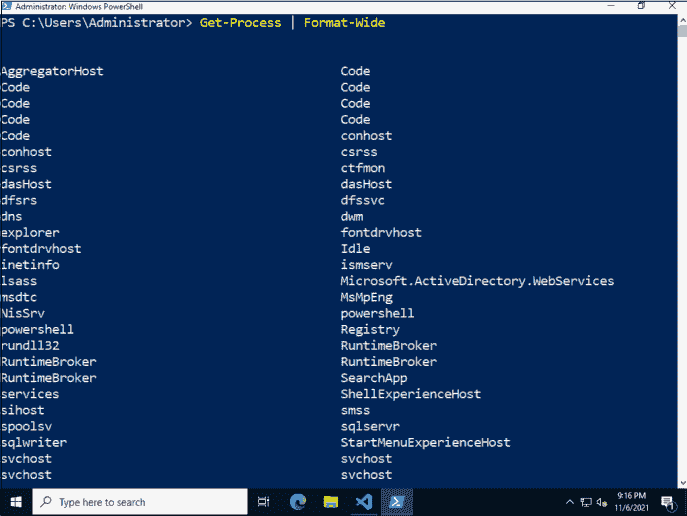 Administrator: Windows PowerShell
PS C:\Users\Administrator> Get-Process | Format-Wide
AggregatorHost Code
Code Code
Code Code
Code Code
Code conhost
conhost csrss
csrss ctfmon
dasHost dasHost
dfsrs dfssvc
dns dwm
explorer fontdrvhost
fontdrvhost Idle
inetinfo ismserv
lsass Microsoft.ActiveDirectory.WebServices
msdtc MsMpEng
NisSrv powershell
powershell Registry
rundll32 RuntimeBroker
RuntimeBroker RuntimeBroker
RuntimeBroker SearchApp
services ShellExperienceHost
sihost smss
spoolsv sqlservr
sqlwriter StartMenuExperienceHost
svchost svchost
svchost svchost
Type here to search
9:16 PM
11/6/2021
1